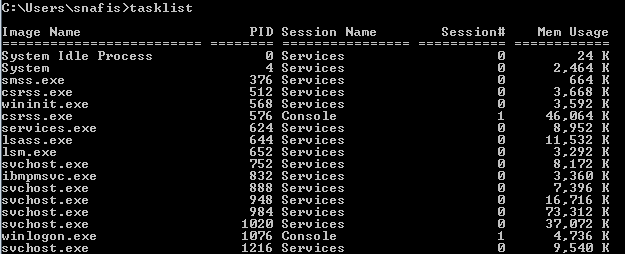 C:\Users\snafis>tasklist
Image Name                     PID Session Name        Session#    Mem Usage
========================= ======== ================ =========== ============
System Idle Process              0 Services                   0         24 K
System                           4 Services                   0      2,464 K
smss.exe                       376 Services                   0        664 K
csrss.exe                      512 Services                   0      3,668 K
wininit.exe                    568 Services                   0      3,592 K
csrss.exe                      576 Console                    1     46,064 K
services.exe                   624 Services                   0      8,952 K
lsass.exe                      644 Services                   0     11,532 K
lsm.exe                        652 Services                   0      3,292 K
svchost.exe                    752 Services                   0      8,172 K
ibmpmsvc.exe                   832 Services                   0      3,360 K
svchost.exe                    888 Services                   0      7,396 K
svchost.exe                    948 Services                   0     16,716 K
svchost.exe                    984 Services                   0     73,312 K
svchost.exe                   1020 Services                   0     37,072 K
winlogon.exe                  1076 Console                    1      4,736 K
svchost.exe                   1216 Services                   0      9,540 K